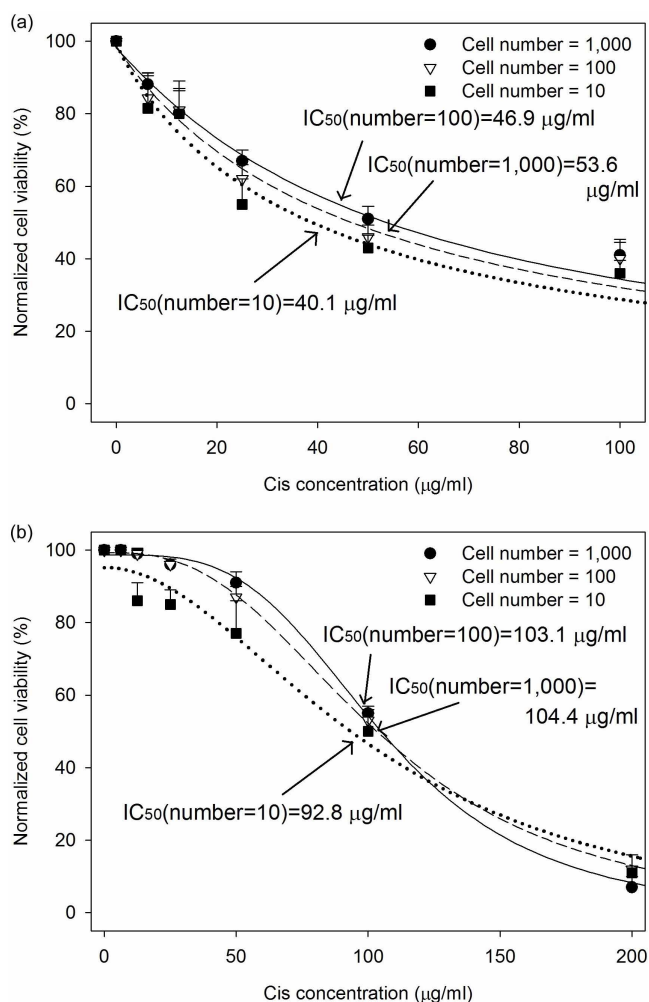 (a)
100
80
60
40
20
0
Normalized cell viability (%)
Cell number = 1,000
Cell number = 100
Cell number = 10
IC50(number=100)=46.9 μg/ml
IC50(number=1,000)=53.6
μg/ml
IC50(number=10)=40.1 μg/ml
0 20 40 60 80 100
Cis concentration (μg/ml)
(b)
100
80
60
40
20
0
Normalized cell viability (%)
Cell number = 1,000
Cell number = 100
Cell number = 10
IC50(number=100)=103.1 μg/ml
IC50(number=1,000)=
104.4 μg/ml
IC50(number=10)=92.8 μg/ml
0 50 100 150 200
Cis concentration (μg/ml)